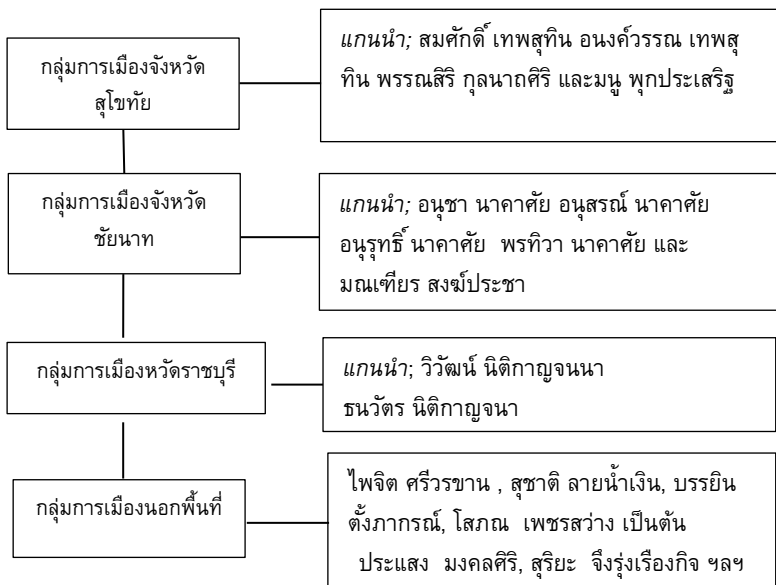 กลุ่มการเมืองจังหวัด
สุโขทัย
แกนนำ; สมศักดิ์ เทพสุทิน อนงค์วรรณ เทพสุ
ทิน พรรณสิริ กุลนาถศิริ และมนู พุกประเสริฐ
กลุ่มการเมืองจังหวัด
ชัยนาท
แกนนำ; อนุชา นาคาศัย อนุสรณ์ นาคาศัย
อนุรุทธิ์ นาคาศัย พรทิวา นาคาศัย และ
มณเฑียร สงฆ์ประชา
กลุ่มการเมืองหวัดราชบุรี
แกนนำ; วิวัฒน์ นิติกาญจนนา
ธนวัตร นิติกาญจนา
กลุ่มการเมืองนอกพื้นที่
ไพจิต ศรีวรขาน , สุชาติ ลายน้ำเงิน, บรรยิน
ตั้งภากรณ์, โสภณ เพชรสว่าง เป็นต้น
ประแสง มงคลศิริ, สุริยะ จึงรุ่งเรืองกิจ ฯลฯ